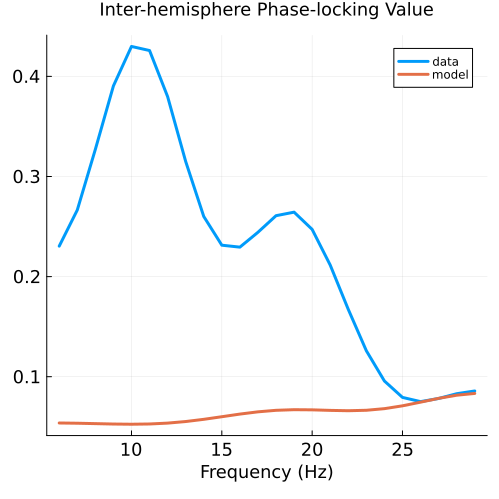 Inter-hemisphere Phase-locking Value
data
model
0.4
0.3
0.2
0.1
10 15 20 25
Frequency (Hz)